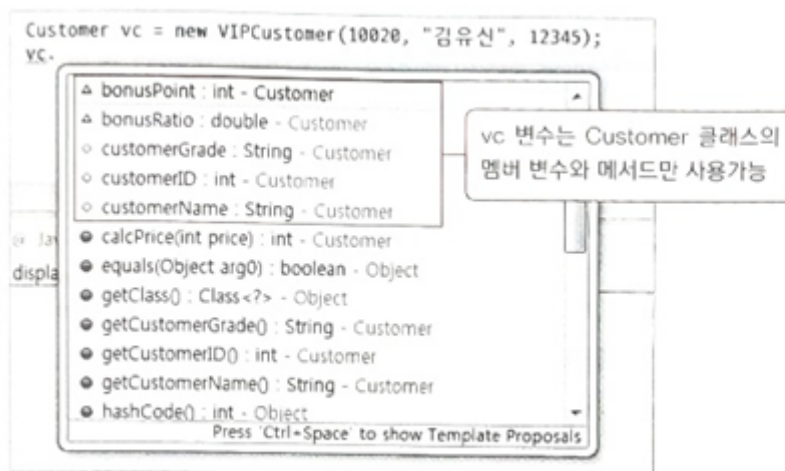 Customer vc = new VIPCustomer(10020, "김유신", 12345);
vc.
bonusPoint : int - Customer
bonusRatio : double - Customer
customerGrade : String - Customer
customerID : int - Customer
customerName : String - Customer
calcPrice(int price) : int - Customer
equals(Object arg0) : boolean - Object
getClass() : Class<?> - Object
getCustomerGrade() : String - Customer
getCustomerID() : int - Customer
getCustomerName() : String - Customer
hashCode() : int - Object
Press 'Ctrl+Space' to show Template Proposals
vc 변수는 Customer 클래스의
멤버 변수와 메서드만 사용가능
@ Jav
displa